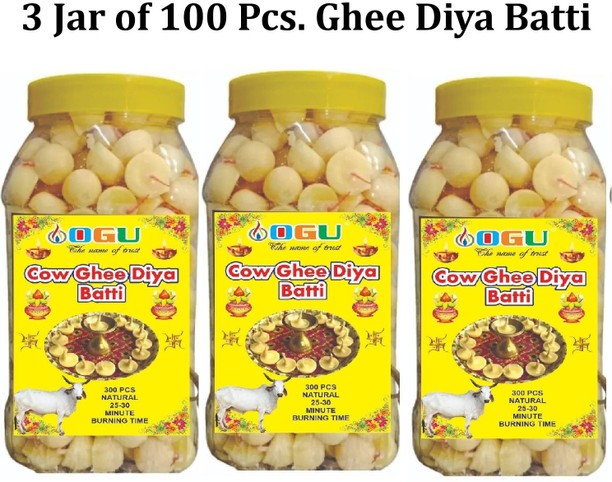 3 Jar of 100 Pcs. Ghee Diya Batti
OGU
The name of trust
Cow Ghee Diya
Batti
300 PCS
NATURAL
25-30
MINUTE
BURNING TIME
OGU
The name of trust
Cow Ghee Diya
Batti
300 PCS
NATURAL
25-30
MINUTE
BURNING TIME
OGU
The name of trust
Cow Ghee Diya
Batti
300 PCS
NATURAL
25-30
MINUTE
BURNING TIME